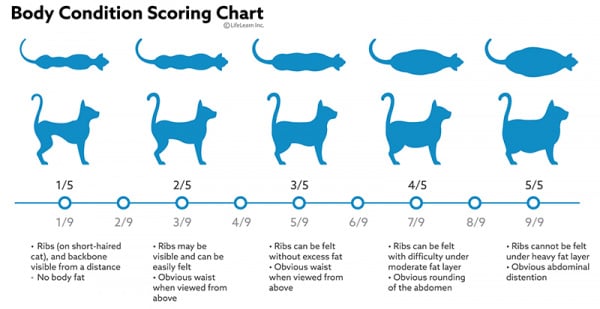 Body Condition Scoring Chart
©LifeLearn Inc.
1/5 2/5 3/5 4/5 5/5
1/9 2/9 3/9 4/9 5/9 6/9 7/9 8/9 9/9
• Ribs (on short-haired
cat), and backbone
visible from a distance
- No body fat
• Ribs may be
visible and can be
easily felt
• Obvious waist
when viewed from
above
• Ribs can be felt
without excess fat
• Obvious waist
when viewed from
above
• Ribs can be felt
with difficulty under
moderate fat layer
• Obvious rounding
of the abdomen
• Ribs cannot be felt
under heavy fat layer
• Obvious abdominal
distention